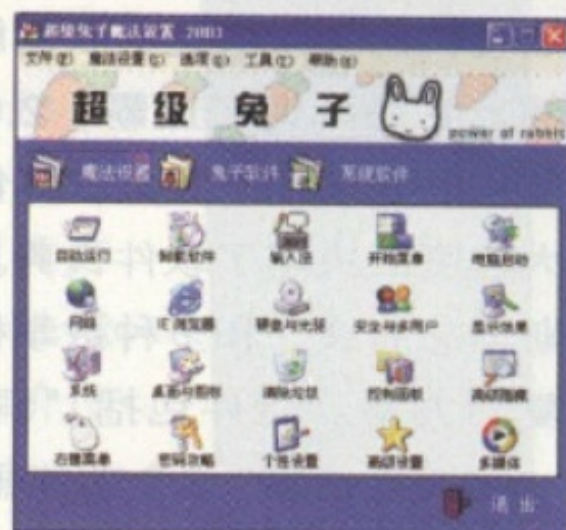 超级兔子魔法设置 2003
文件(F) 魔法设置(C) 选项(O) 工具(T) 帮助(H)
超 级 兔 子
power of rabbit
魔法设置 兔子软件 系统软件
自动运行 智能软件 输入法 开始菜单 电脑启动
网络 IE 浏览器 硬盘与光驱 安全与多用户 显示效果
系统 桌面与图标 清除垃圾 控制面板 高级隐藏
右键菜单 密码攻略 个性设置 高级设置 多媒体
退 出